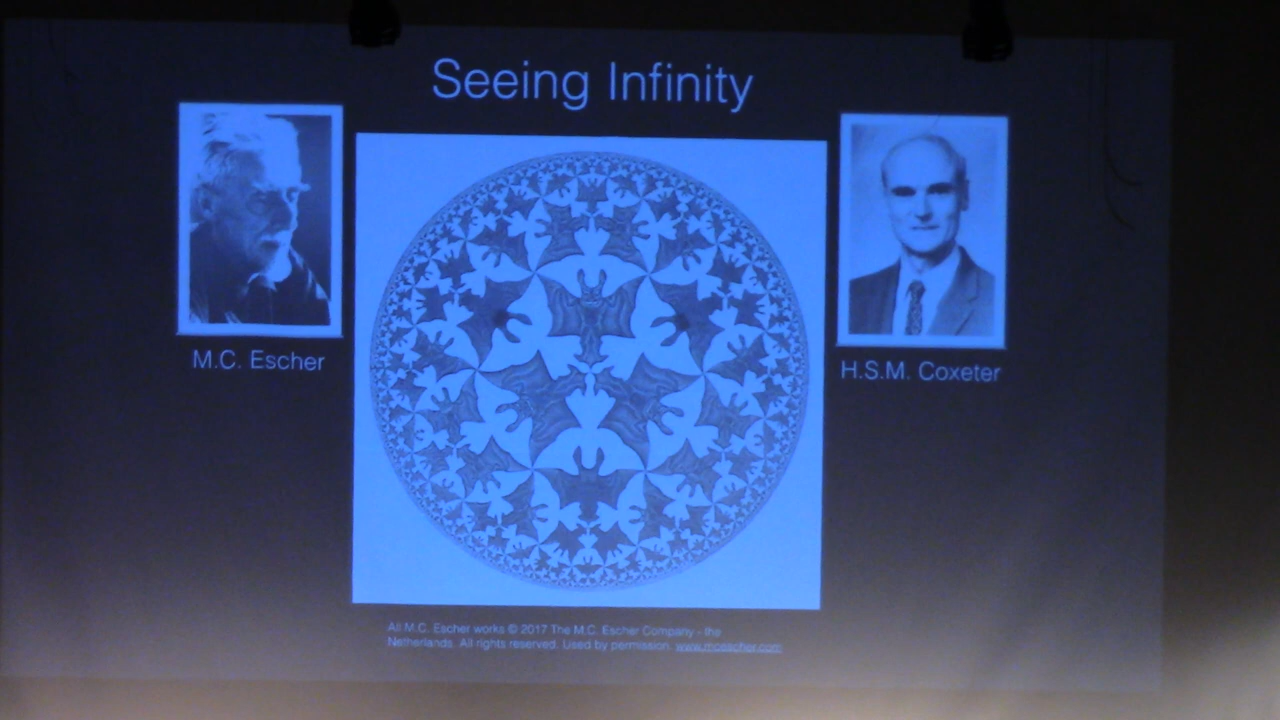 Seeing Infinity
M.C. Escher
H.S.M. Coxeter
All M.C. Escher works © 2017 The M.C. Escher Company - the
Netherlands. All rights reserved. Used by permission. www.mcescher.com